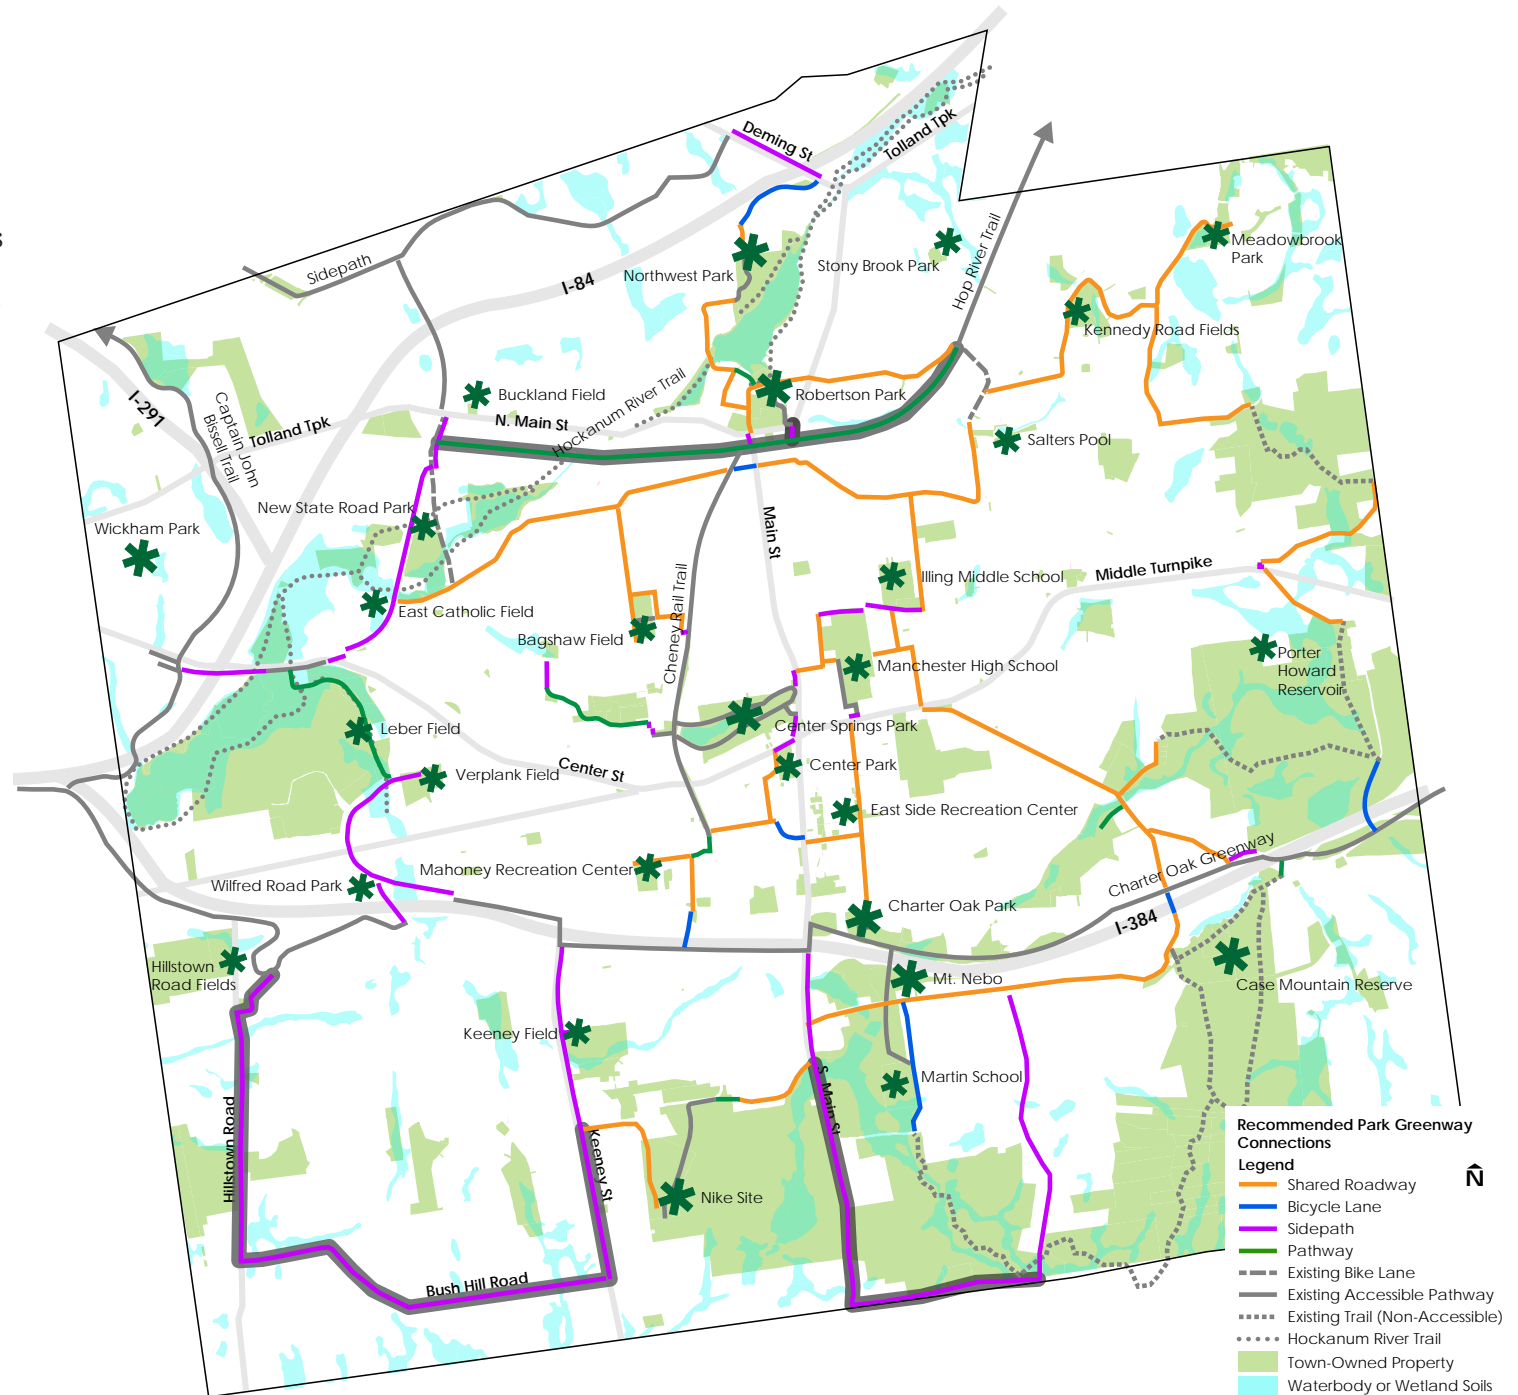 s
Deming St
Tolland Tpk
Sidepath
I-84
Northwest Park
Stony Brook Park
Hop River Trail
Meadowbrook
Park
Kennedy Road Fields
I-291
Captain John
Bissell Trail
Tolland Tpk
Buckland Field
N. Main St
Hockanum River Trail
Robertson Park
Salters Pool
New State Road Park
Wickham Park
Main St
Cheney Rail Trail
Illing Middle School
Middle Turnpike
East Catholic Field
Bagshaw Field
Manchester High School
Porter
Howard
Reservoir
Leber Field
Center Springs Park
Verplank Field
Center St
Center Park
East Side Recreation Center
Mahoney Recreation Center
Wilfred Road Park
Charter Oak Greenway
Charter Oak Park
I-384
Hillstown
Road Fields
Mt. Nebo
Case Mountain Reserve
Keeney Field
Martin School
S. Main St
Hillstown Road
Keeney St
Nike Site
Bush Hill Road
Recommended Park Greenway
Connections
Legend
N
Shared Roadway
Bicycle Lane
Sidepath
Pathway
Existing Bike Lane
Existing Accessible Pathway
Existing Trail (Non-Accessible)
Hockanum River Trail
Town-Owned Property
Waterbody or Wetland Soils